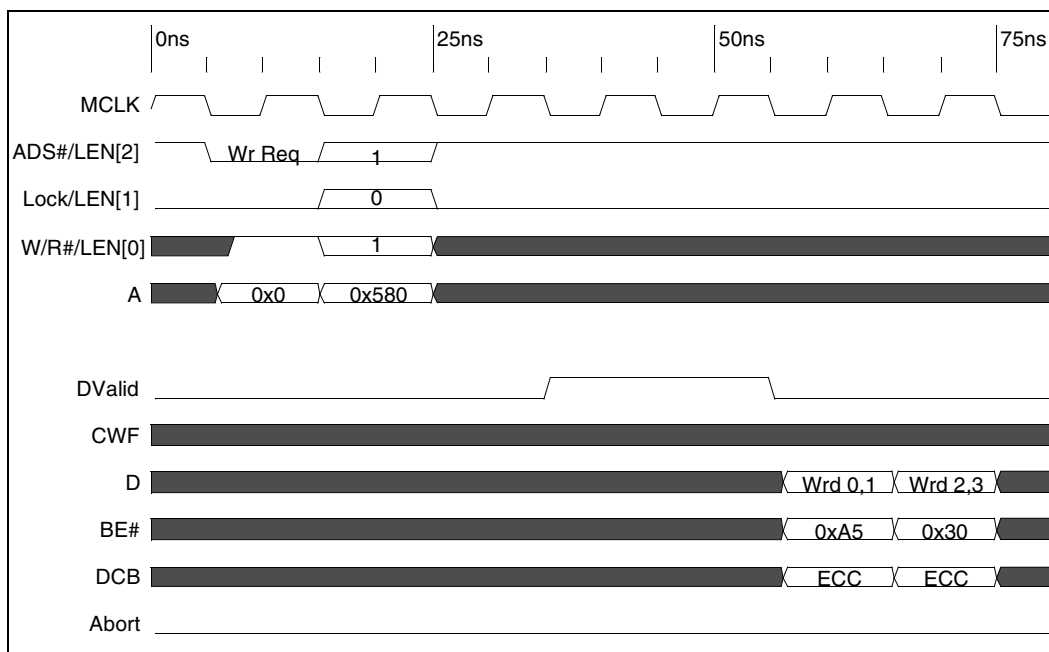 0ns 25ns 50ns 75ns
MCLK
ADS#/LEN[2] Wr Req 1
Lock/LEN[1] 0
W/R#/LEN[0] 1
A 0x0 0x580
DValid
CWF
D Wrd 0,1 Wrd 2,3
BE# 0xA5 0x30
DCB ECC ECC
Abort